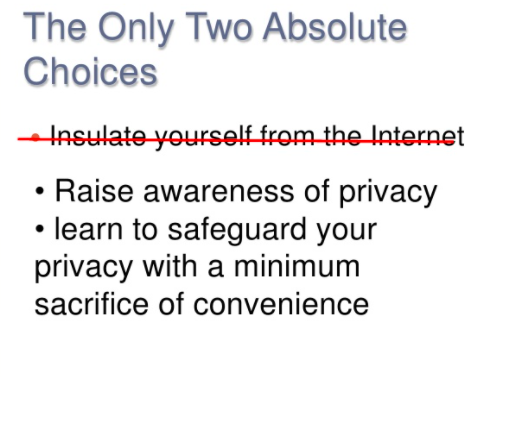 The Only Two Absolute
Choices
• Insulate yourself from the Internet
• Raise awareness of privacy
• learn to safeguard your
privacy with a minimum
sacrifice of convenience